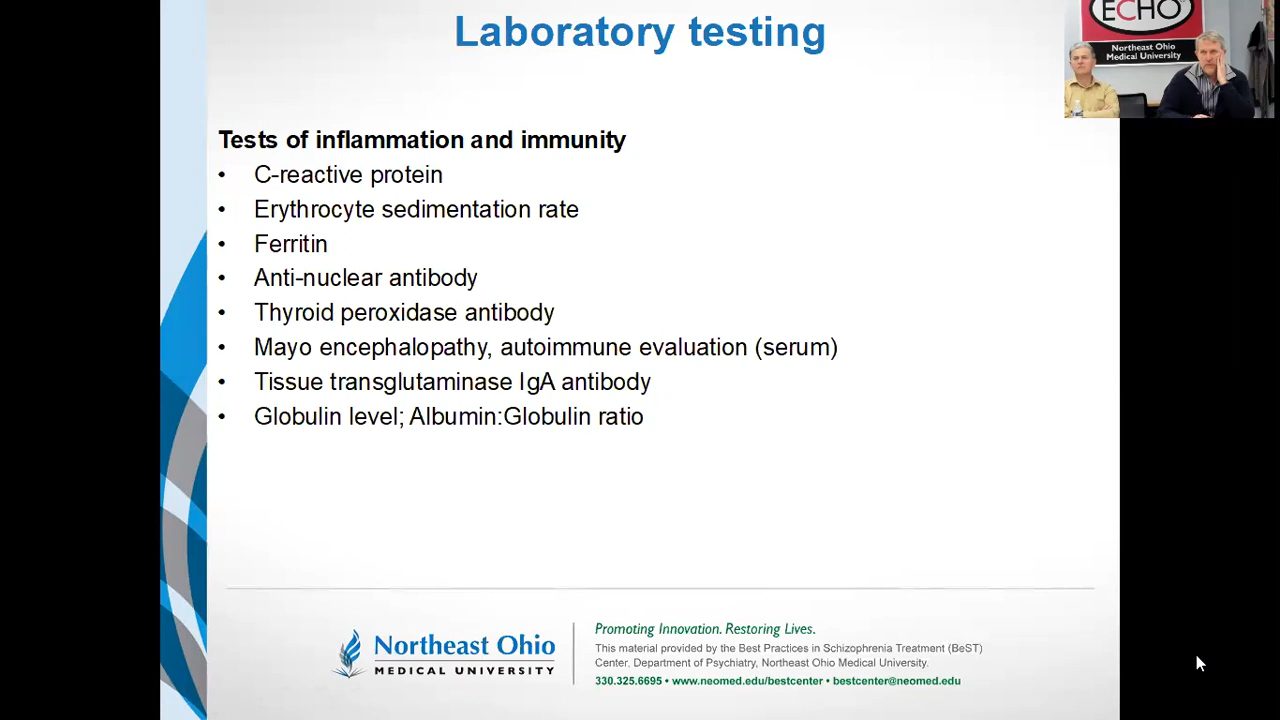 Laboratory testing
ECHO
Northeast Ohio
Medical University
Tests of inflammation and immunity
• C-reactive protein
• Erythrocyte sedimentation rate
• Ferritin
• Anti-nuclear antibody
• Thyroid peroxidase antibody
• Mayo encephalopathy, autoimmune evaluation (serum)
• Tissue transglutaminase IgA antibody
• Globulin level; Albumin:Globulin ratio
Northeast Ohio
MEDICAL UNIVERSITY
Promoting Innovation. Restoring Lives.
This material provided by the Best Practices in Schizophrenia Treatment (BeST)
Center, Department of Psychiatry, Northeast Ohio Medical University.
330.325.6695 • www.neomed.edu/bestcenter • bestcenter@neomed.edu